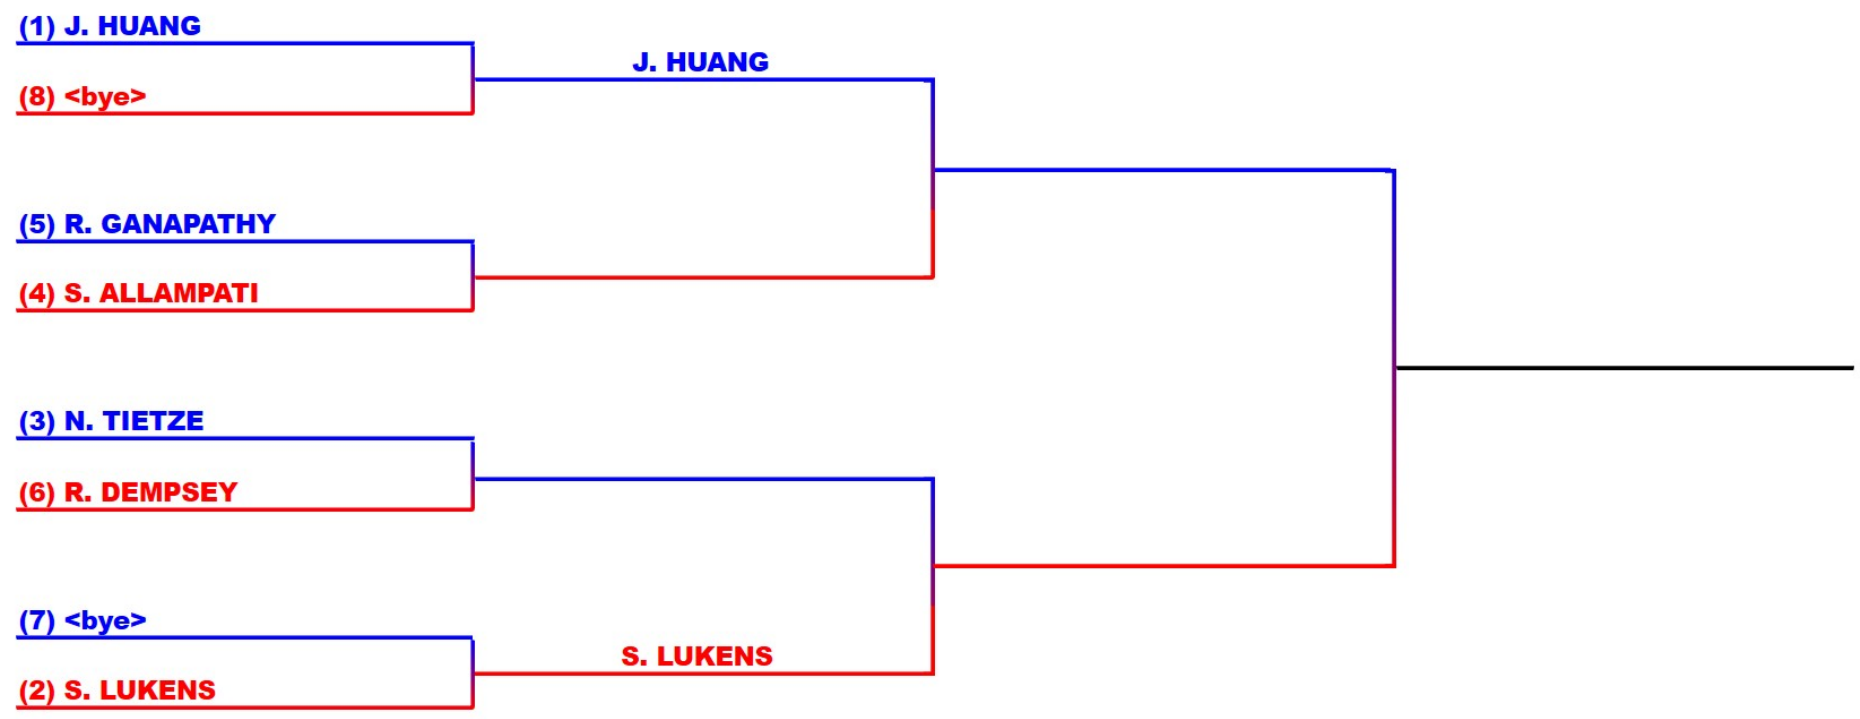 (1) J. HUANG
(8) <bye>
J. HUANG
(5) R. GANAPATHY
(4) S. ALLAMPATI
(3) N. TIETZE
(6) R. DEMPSEY
(7) <bye>
(2) S. LUKENS
S. LUKENS